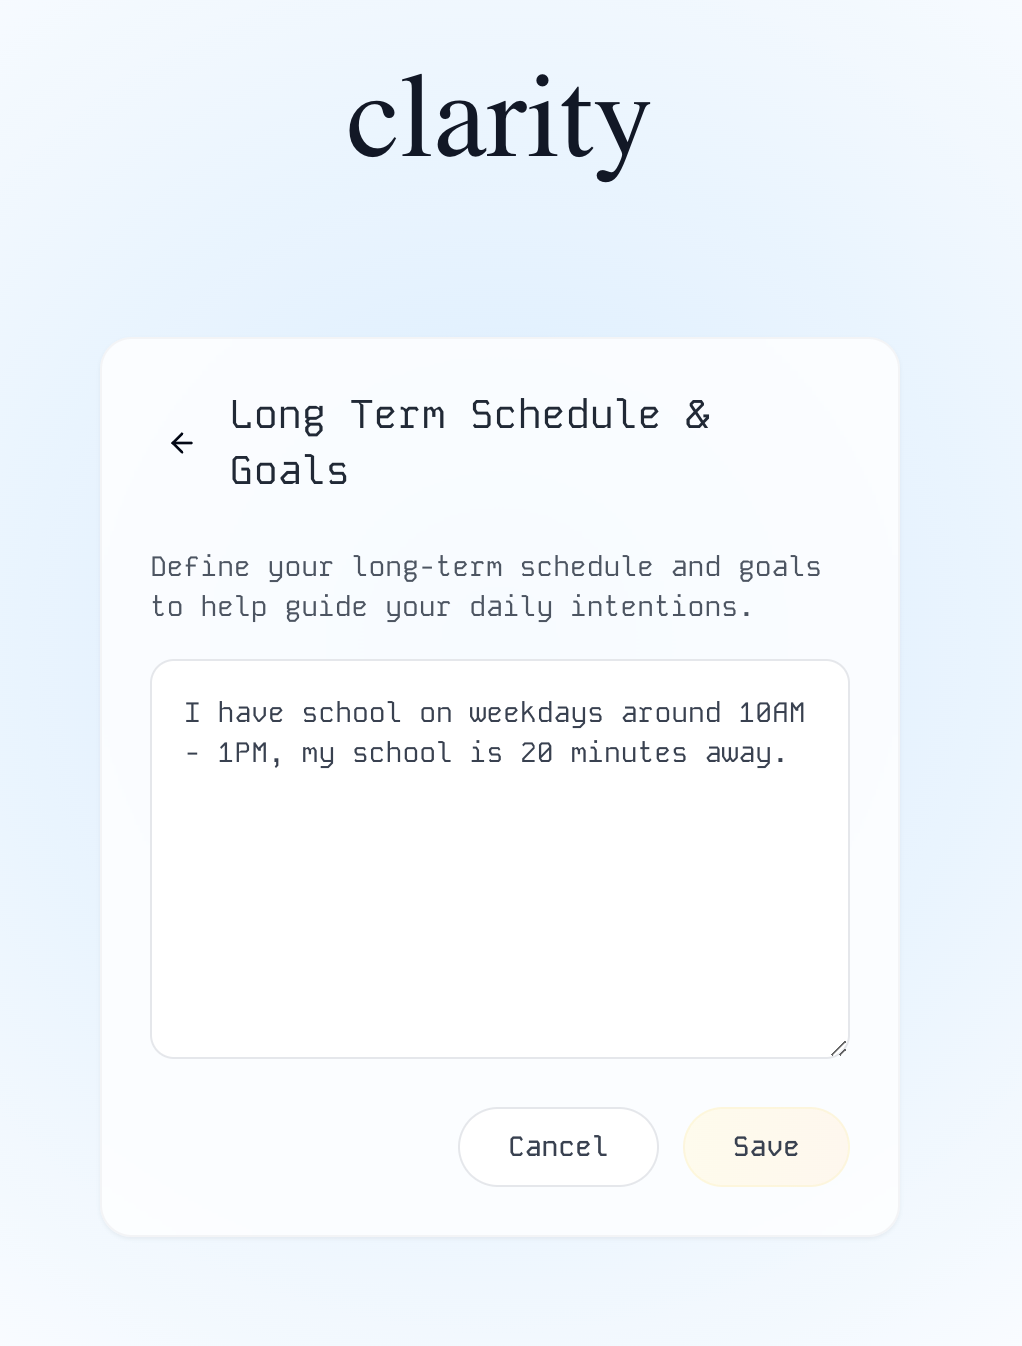 clarity
Long Term Schedule &
Goals
Define your long-term schedule and goals
to help guide your daily intentions.
I have school on weekdays around 10AM
- 1PM, my school is 20 minutes away.
Cancel
Save